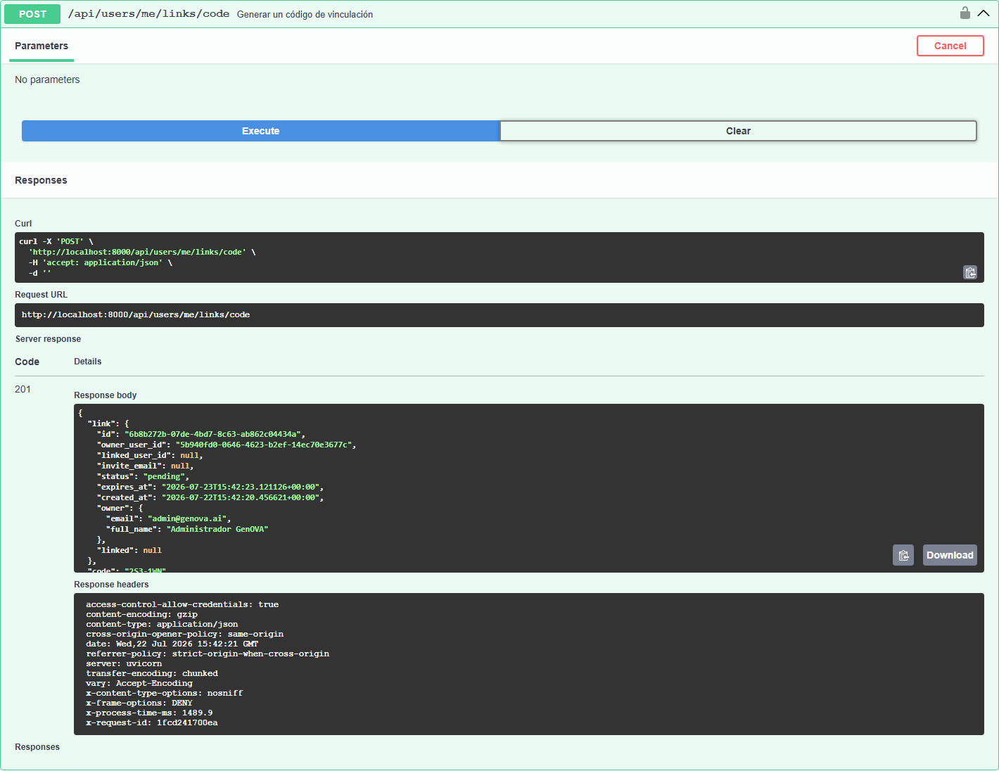 POST /api/users/me/links/code Generar un código de vinculación
Parameters
Cancel
No parameters
Execute
Clear
Responses
Curl
curl -X 'POST' \
'http://localhost:8000/api/users/me/links/code' \
-H 'accept: application/json' \
-d ''
Request URL
http://localhost:8000/api/users/me/links/code
Server response
Code Details
201
Response body
{
"link": {
"id": "6b8b272b-07de-4bd7-8c63-ab862c04434a",
"owner_user_id": "5b940fd0-0646-4623-b2ef-14ec70e3677c",
"linked_user_id": null,
"invite_email": null,
"status": "pending",
"expires_at": "2026-07-23T15:42:23.121126+00:00",
"created_at": "2026-07-22T15:42:20.456621+00:00",
"owner": {
"email": "admin@genova.ai",
"full_name": "Administrador GenOVA"
},
"linked": null
},
"code": "2S3-1WN"
Download
Response headers
access-control-allow-credentials: true
content-encoding: gzip
content-type: application/json
cross-origin-opener-policy: same-origin
date: Wed,22 Jul 2026 15:42:21 GMT
referrer-policy: strict-origin-when-cross-origin
server: uvicorn
transfer-encoding: chunked
vary: Accept-Encoding
x-content-type-options: nosniff
x-frame-options: DENY
x-process-time-ms: 1489.9
x-request-id: 1fcd241700ea
Responses